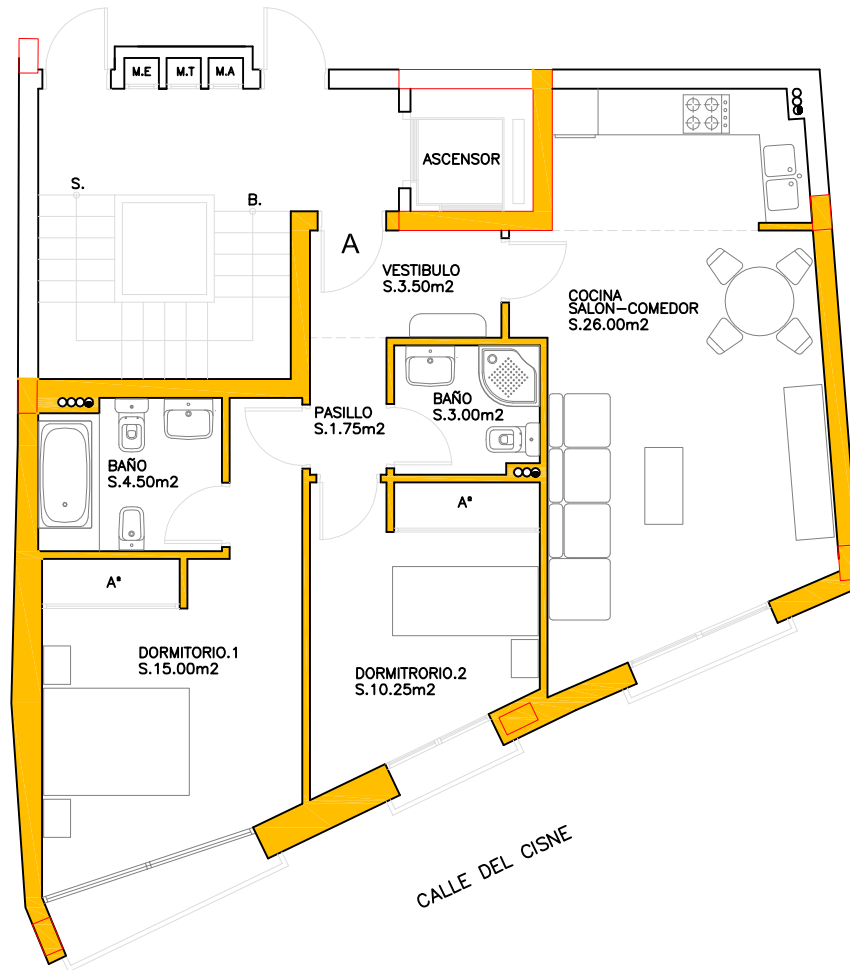 M.E
M.T
M.A
ASCENSOR
S.
B.
A
VESTIBULO
S.3.50m2
COCINA
SALON-COMEDOR
S.26.00m2
PASILLO
S.1.75m2
BAÑO
S.3.00m2
BAÑO
S.4.50m2
Aª
Aª
DORMITORIO.1
S.15.00m2
DORMITRORIO.2
S.10.25m2
CALLE DEL CISNE